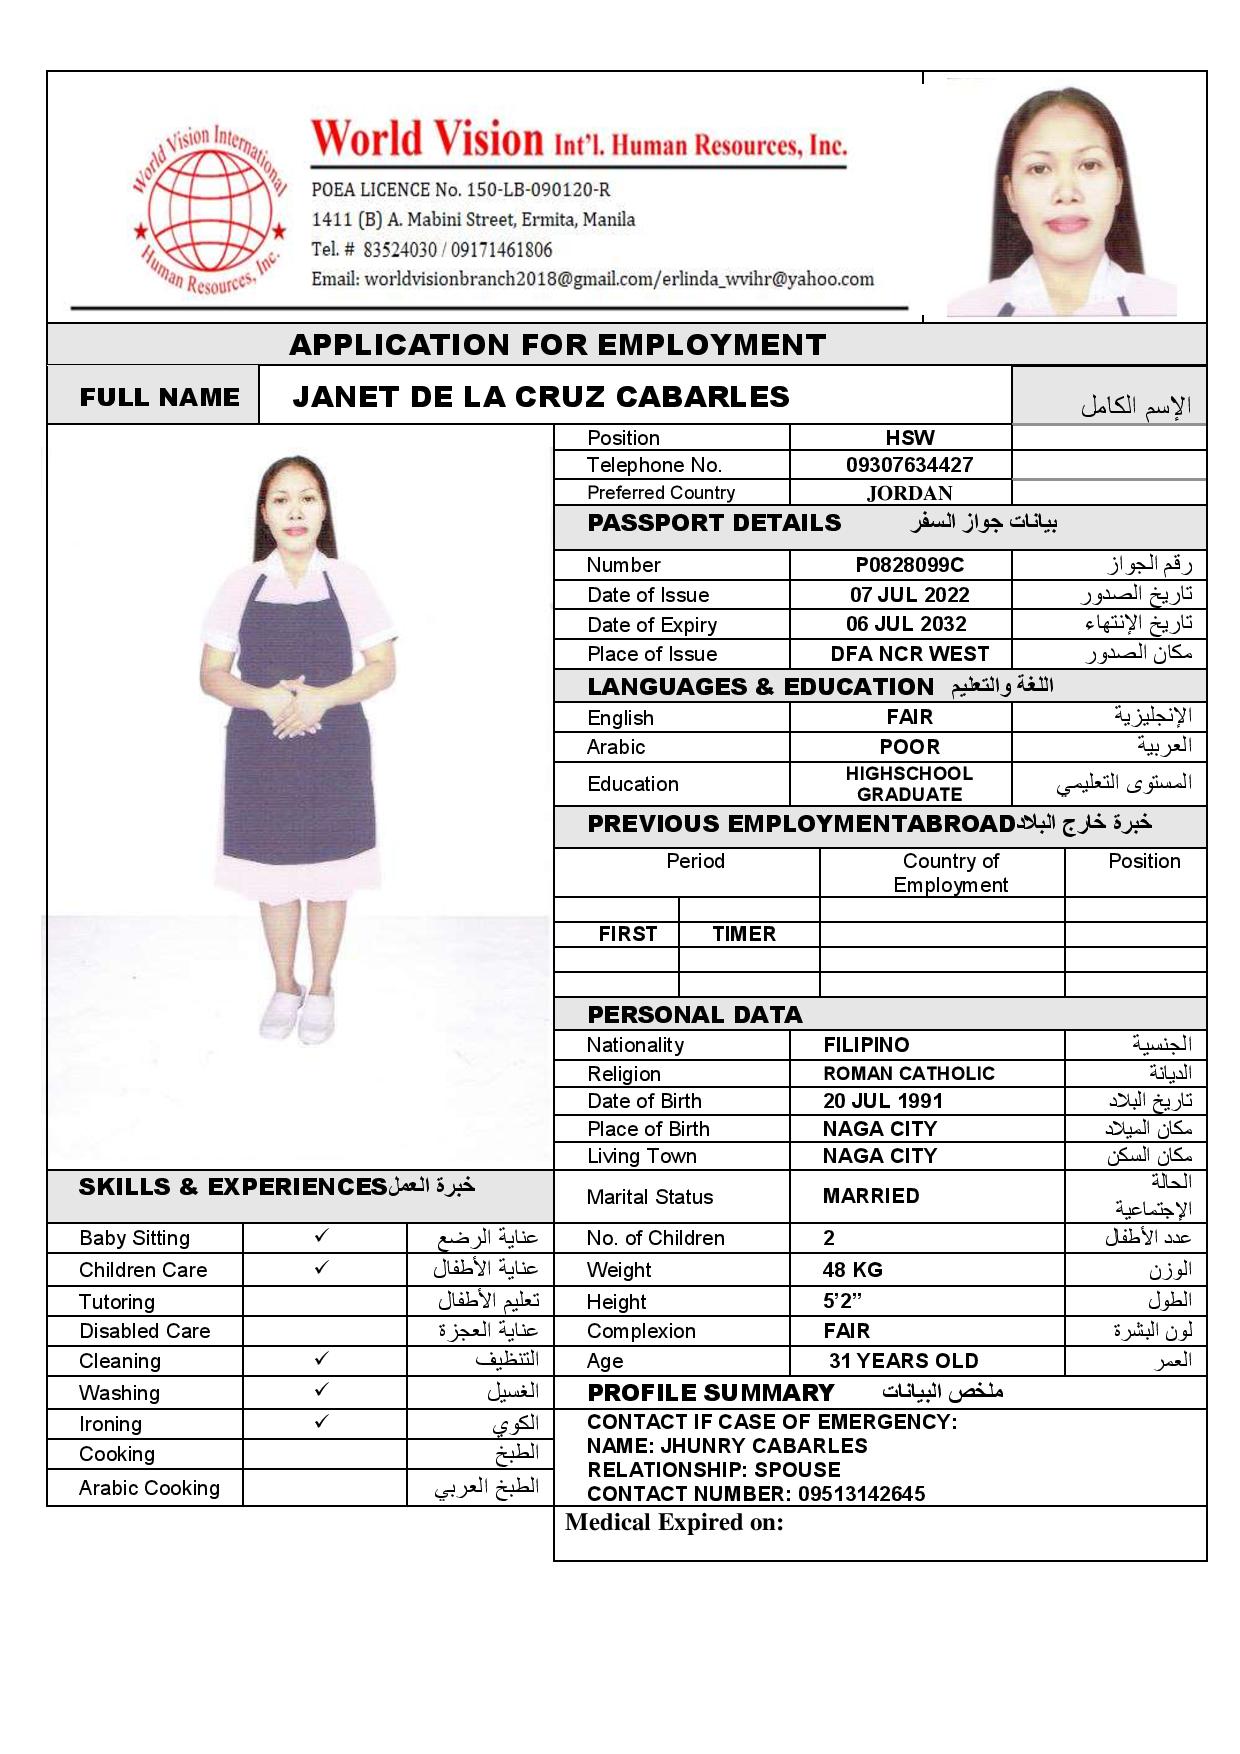 World Vision International
Human Resources, Inc.
World Vision Int'l. Human Resources, Inc.
POEA LICENCE No. 150-LB-090120-R
1411 (B) A. Mabini Street, Ermita, Manila
Tel. # 83524030 / 09171461806
Email: worldvisionbranch2018@gmail.com/erlinda_wvihr@yahoo.com
APPLICATION FOR EMPLOYMENT
FULL NAME JANET DE LA CRUZ CABARLES الإسم الكامل
Position HSW
Telephone No. 09307634427
Preferred Country JORDAN
PASSPORT DETAILS بيانات جواز السفر
Number P0828099C رقم الجواز
Date of Issue 07 JUL 2022 تاريخ الصدور
Date of Expiry 06 JUL 2032 تاريخ الإنتهاء
Place of Issue DFA NCR WEST مكان الصدور
LANGUAGES & EDUCATION اللغة والتعليم
English FAIR الإنجليزية
Arabic POOR العربية
Education HIGHSCHOOL GRADUATE المستوى التعليمي
PREVIOUS EMPLOYMENTABROAD خبرة خارج البلاد
Period Country of Employment Position
FIRST TIMER
PERSONAL DATA
Nationality FILIPINO الجنسية
Religion ROMAN CATHOLIC الديانة
Date of Birth 20 JUL 1991 تاريخ البلاد
Place of Birth NAGA CITY مكان الميلاد
Living Town NAGA CITY مكان السكن
Marital Status MARRIED الحالة الإجتماعية
No. of Children 2 عدد الأطفال
Weight 48 KG الوزن
Height 5’2” الطول
Complexion FAIR لون البشرة
Age 31 YEARS OLD العمر
SKILLS & EXPERIENCES خبرة العمل
Baby Sitting ✓ عناية الرضع
Children Care ✓ عناية الأطفال
Tutoring تعليم الأطفال
Disabled Care عناية العجزة
Cleaning ✓ التنظيف
Washing ✓ الغسيل
Ironing ✓ الكوي
Cooking الطبخ
Arabic Cooking الطبخ العربي
PROFILE SUMMARY ملخص البيانات
CONTACT IF CASE OF EMERGENCY:
NAME: JHUNRY CABARLES
RELATIONSHIP: SPOUSE
CONTACT NUMBER: 09513142645
Medical Expired on: